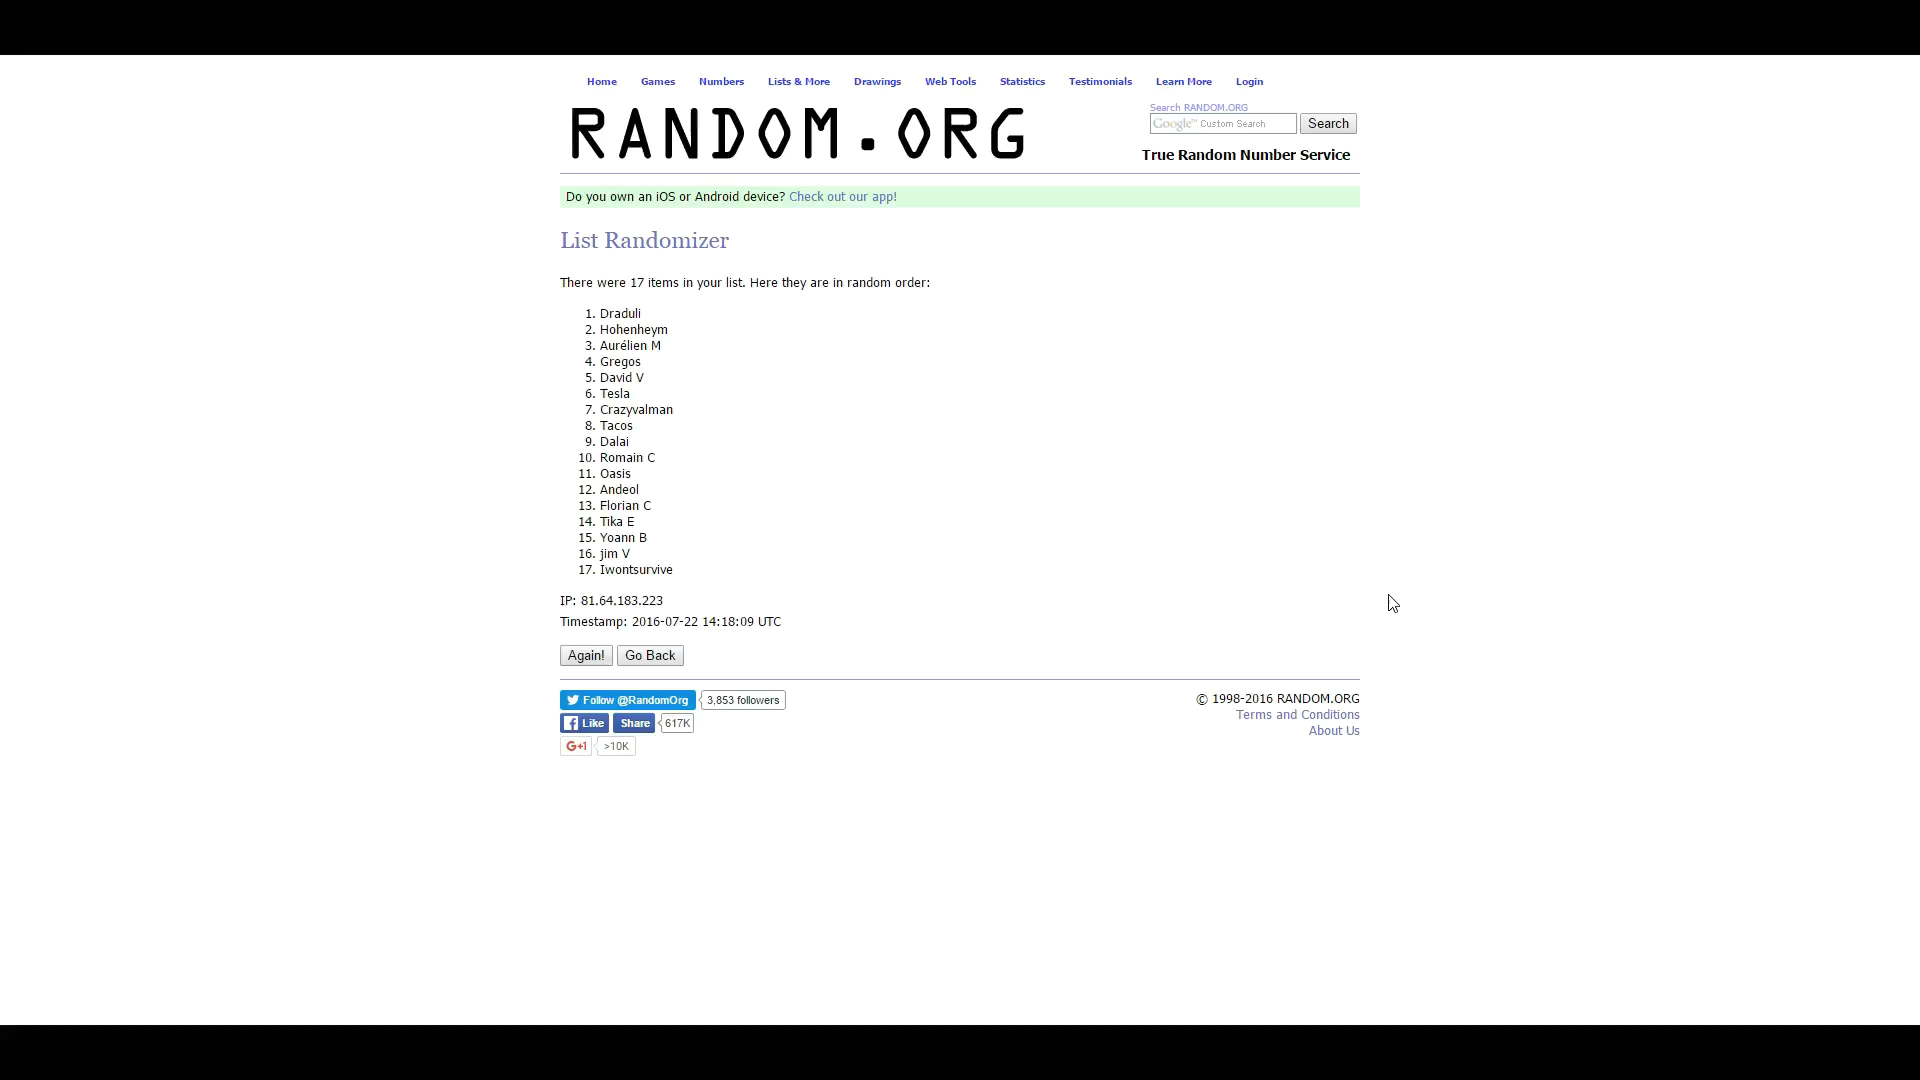 Home Games Numbers Lists & More Drawings Web Tools Statistics Testimonials Learn More Login
RANDOM.ORG
Search RANDOM.ORG
Google™ Custom Search Search
True Random Number Service
Do you own an iOS or Android device? Check out our app!
List Randomizer
There were 17 items in your list. Here they are in random order:
1. Draduli
2. Hohenheym
3. Aurélien M
4. Gregos
5. David V
6. Tesla
7. Crazyvalman
8. Tacos
9. Dalai
10. Romain C
11. Oasis
12. Andeol
13. Florian C
14. Tika E
15. Yoann B
16. jim V
17. Iwontsurvive
IP: 81.64.183.223
Timestamp: 2016-07-22 14:18:09 UTC
Again! Go Back
Follow @RandomOrg 3,853 followers
Like Share 617K
G+1 >10K
© 1998-2016 RANDOM.ORG
Terms and Conditions
About Us